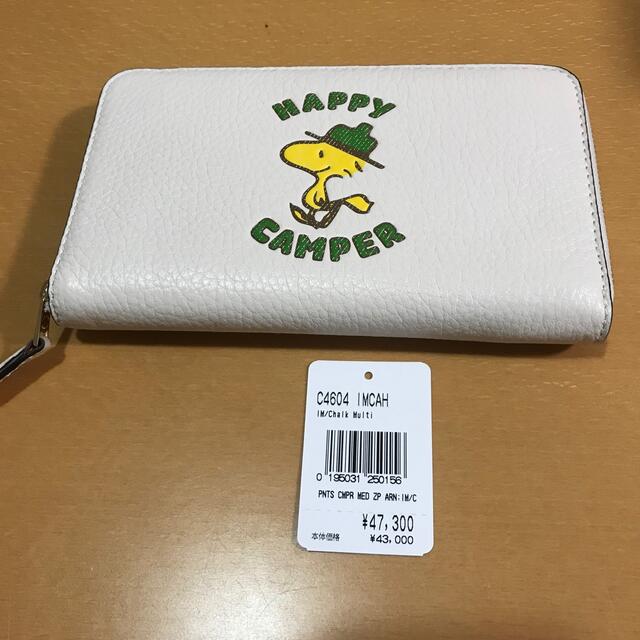 HAPPY
CAMPER
C4604 IMCAH
IM/Chalk Multi
0 195031 250156
PNTS CMPR MED ZP ARN:IM/C
¥47,300
本体価格 ¥43,000